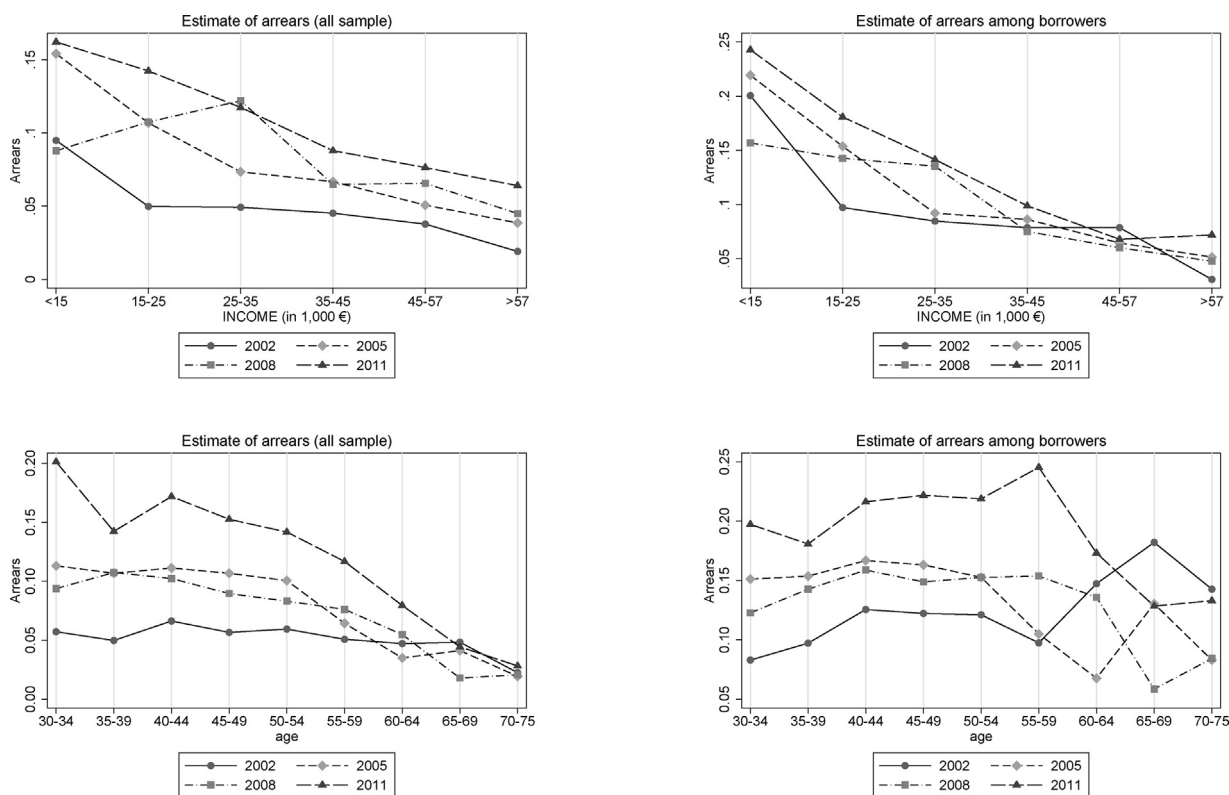 Estimate of arrears (all sample)
Arrears
.15
.1
.05
0
<15 15-25 25-35 35-45 45-57 >57
INCOME (in 1,000 €)
2002 2005
2008 2011
Estimate of arrears among borrowers
Arrears
.25
.2
.15
.1
.05
<15 15-25 25-35 35-45 45-57 >57
INCOME (in 1,000 €)
2002 2005
2008 2011
Estimate of arrears (all sample)
Arrears
0.20
0.15
0.10
0.05
0.00
30-34 35-39 40-44 45-49 50-54 55-59 60-64 65-69 70-75
age
2002 2005
2008 2011
Estimate of arrears among borrowers
Arrears
0.25
0.20
0.15
0.10
0.05
30-34 35-39 40-44 45-49 50-54 55-59 60-64 65-69 70-75
age
2002 2005
2008 2011